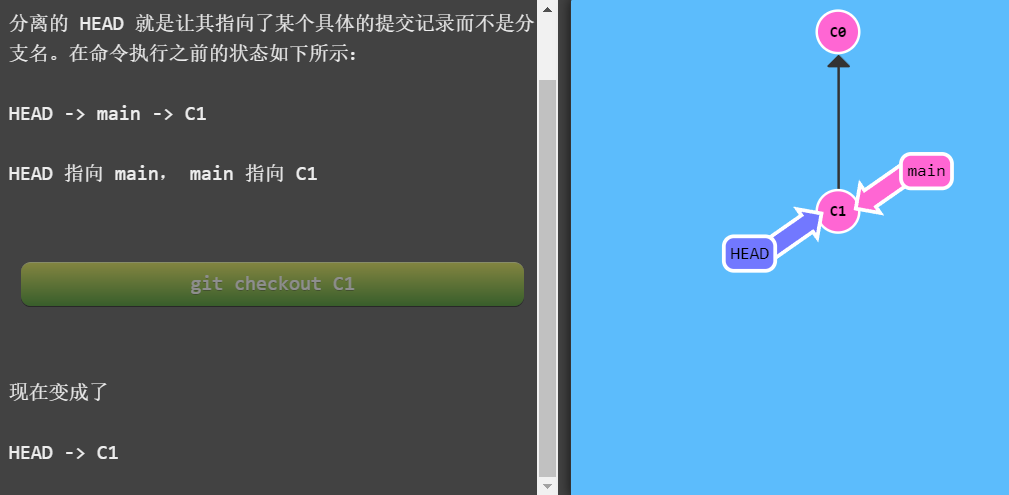 分离的 HEAD 就是让其指向了某个具体的提交记录而不是分
支名。在命令执行之前的状态如下所示：
HEAD -> main -> C1
HEAD 指向 main， main 指向 C1
git checkout C1
现在变成了
HEAD -> C1
C0
main
C1
HEAD